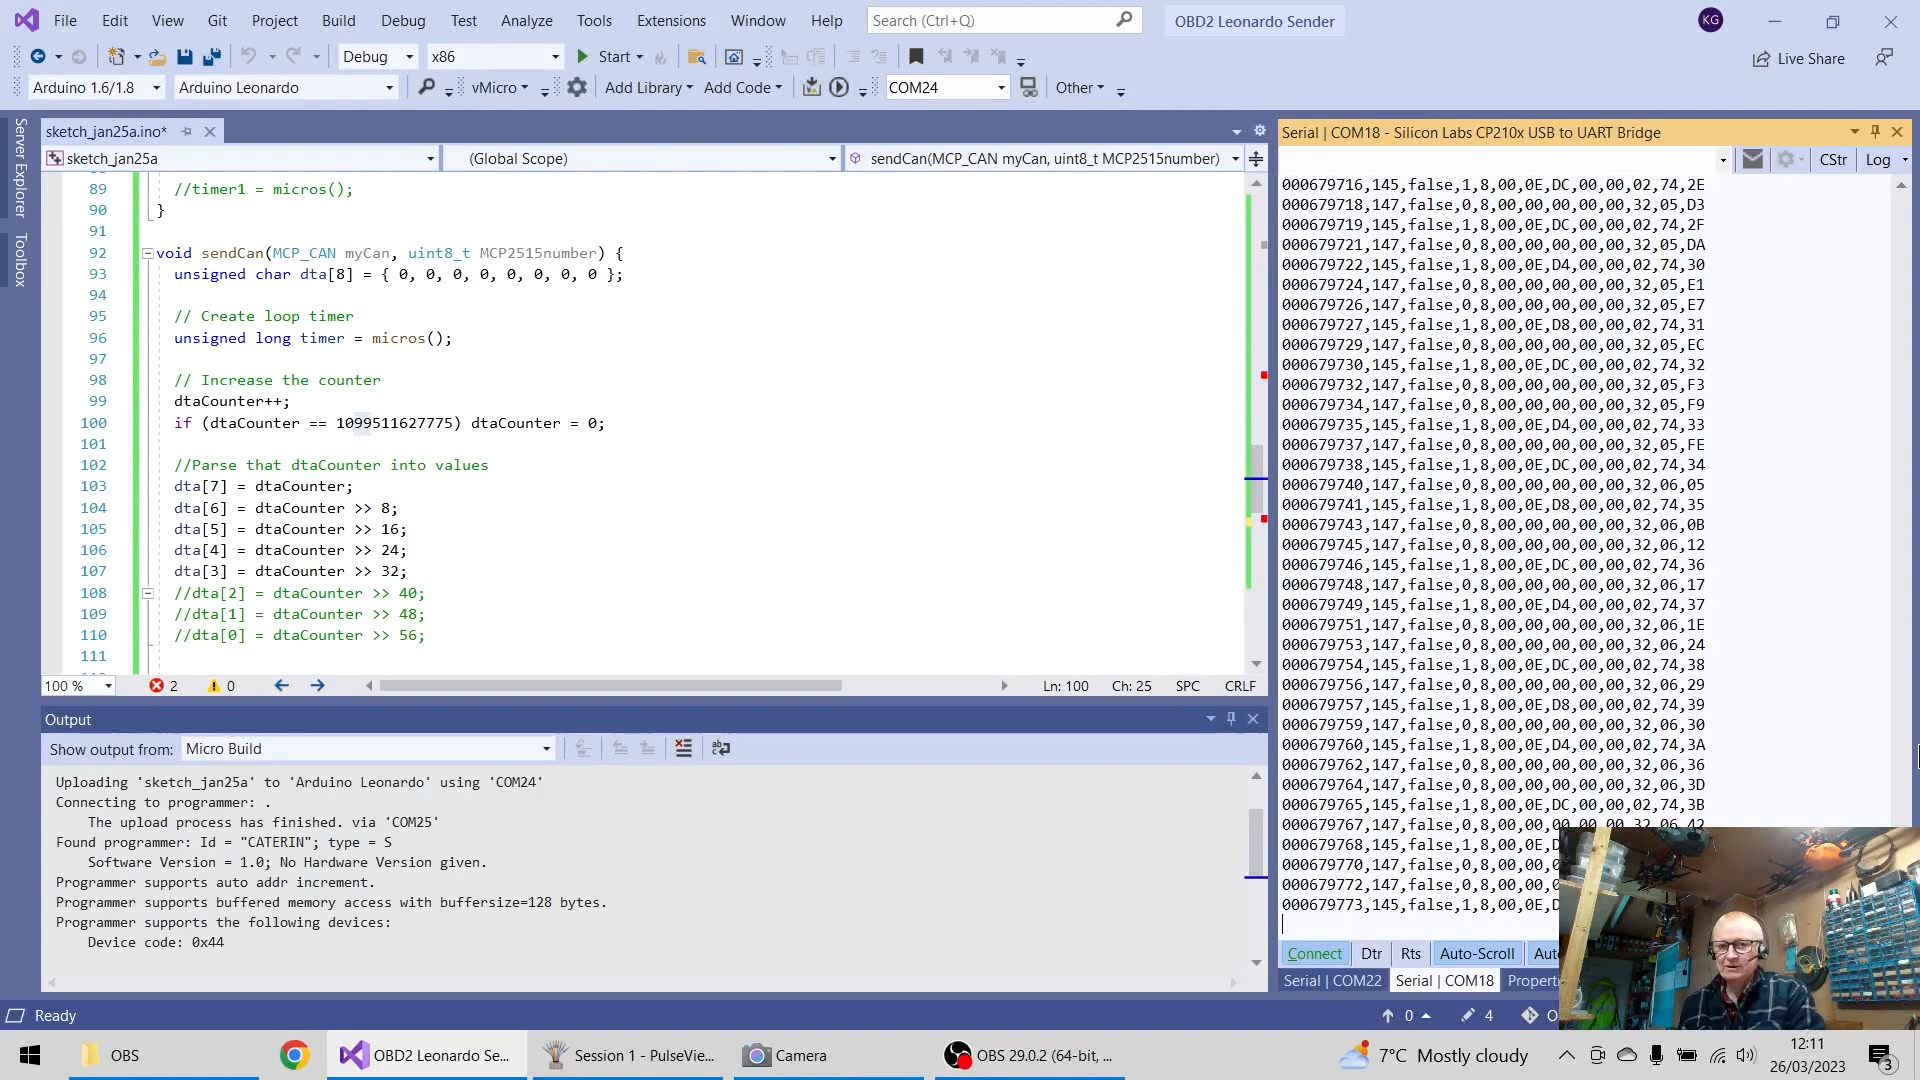 File Edit View Git Project Build Debug Test Analyze Tools Extensions Window Help Search (Ctrl+Q) OBD2 Leonardo Sender KG
Debug x86 Start Live Share
Arduino 1.6/1.8 Arduino Leonardo vMicro Add Library Add Code COM24 Other
Server Explorer
Toolbox
sketch_jan25a.ino*
sketch_jan25a (Global Scope) sendCan(MCP_CAN myCan, uint8_t MCP2515number)
89 //timer1 = micros();
90 }
91
92 void sendCan(MCP_CAN myCan, uint8_t MCP2515number) {
93 unsigned char dta[8] = { 0, 0, 0, 0, 0, 0, 0, 0 };
94
95 // Create loop timer
96 unsigned long timer = micros();
97
98 // Increase the counter
99 dtaCounter++;
100 if (dtaCounter == 1099511627775) dtaCounter = 0;
101
102 //Parse that dtaCounter into values
103 dta[7] = dtaCounter;
104 dta[6] = dtaCounter >> 8;
105 dta[5] = dtaCounter >> 16;
106 dta[4] = dtaCounter >> 24;
107 dta[3] = dtaCounter >> 32;
108 //dta[2] = dtaCounter >> 40;
109 //dta[1] = dtaCounter >> 48;
110 //dta[0] = dtaCounter >> 56;
111
100 % 2 0 Ln: 100 Ch: 25 SPC CRLF
Output
Show output from: Micro Build
Uploading 'sketch_jan25a' to 'Arduino Leonardo' using 'COM24'
Connecting to programmer: .
The upload process has finished. via 'COM25'
Found programmer: Id = "CATERIN"; type = S
Software Version = 1.0; No Hardware Version given.
Programmer supports auto addr increment.
Programmer supports buffered memory access with buffersize=128 bytes.
Programmer supports the following devices:
Device code: 0x44
Serial | COM18 - Silicon Labs CP210x USB to UART Bridge
CStr Log
000679716,145,false,1,8,00,0E,DC,00,00,02,74,2E
000679718,147,false,0,8,00,00,00,00,00,32,05,D3
000679719,145,false,1,8,00,0E,DC,00,00,02,74,2F
000679721,147,false,0,8,00,00,00,00,00,32,05,DA
000679722,145,false,1,8,00,0E,D4,00,00,02,74,30
000679724,147,false,0,8,00,00,00,00,00,32,05,E1
000679726,147,false,0,8,00,00,00,00,00,32,05,E7
000679727,145,false,1,8,00,0E,D8,00,00,02,74,31
000679729,147,false,0,8,00,00,00,00,00,32,05,EC
000679730,145,false,1,8,00,0E,DC,00,00,02,74,32
000679732,147,false,0,8,00,00,00,00,00,32,05,F3
000679734,147,false,0,8,00,00,00,00,00,32,05,F9
000679735,145,false,1,8,00,0E,D4,00,00,02,74,33
000679737,147,false,0,8,00,00,00,00,00,32,05,FE
000679738,145,false,1,8,00,0E,DC,00,00,02,74,34
000679740,147,false,0,8,00,00,00,00,00,32,06,05
000679741,145,false,1,8,00,0E,D8,00,00,02,74,35
000679743,147,false,0,8,00,00,00,00,00,32,06,0B
000679745,147,false,0,8,00,00,00,00,00,32,06,12
000679746,145,false,1,8,00,0E,DC,00,00,02,74,36
000679748,147,false,0,8,00,00,00,00,00,32,06,17
000679749,145,false,1,8,00,0E,D4,00,00,02,74,37
000679751,147,false,0,8,00,00,00,00,00,32,06,1E
000679753,147,false,0,8,00,00,00,00,00,32,06,24
000679754,145,false,1,8,00,0E,DC,00,00,02,74,38
000679756,147,false,0,8,00,00,00,00,00,32,06,29
000679757,145,false,1,8,00,0E,D8,00,00,02,74,39
000679759,147,false,0,8,00,00,00,00,00,32,06,30
000679760,145,false,1,8,00,0E,D4,00,00,02,74,3A
000679762,147,false,0,8,00,00,00,00,00,32,06,36
000679764,147,false,0,8,00,00,00,00,00,32,06,3D
000679765,145,false,1,8,00,0E,DC,00,00,02,74,3B
000679767,147,false,0,8,00,00,00,00,00,32,06,42
000679768,145,false,1,8,00,0E,D
000679770,147,false,0,8,00,00,0
000679772,147,false,0,8,00,00,0
000679773,145,false,1,8,00,0E,D
Connect Dtr Rts Auto-Scroll Aut
Serial | COM22 Serial | COM18 Properti
Ready 0 4
OBS OBD2 Leonardo Se... Session 1 - PulseVie... Camera OBS 29.0.2 (64-bit, ... 7°C Mostly cloudy 12:11
26/03/2023 3